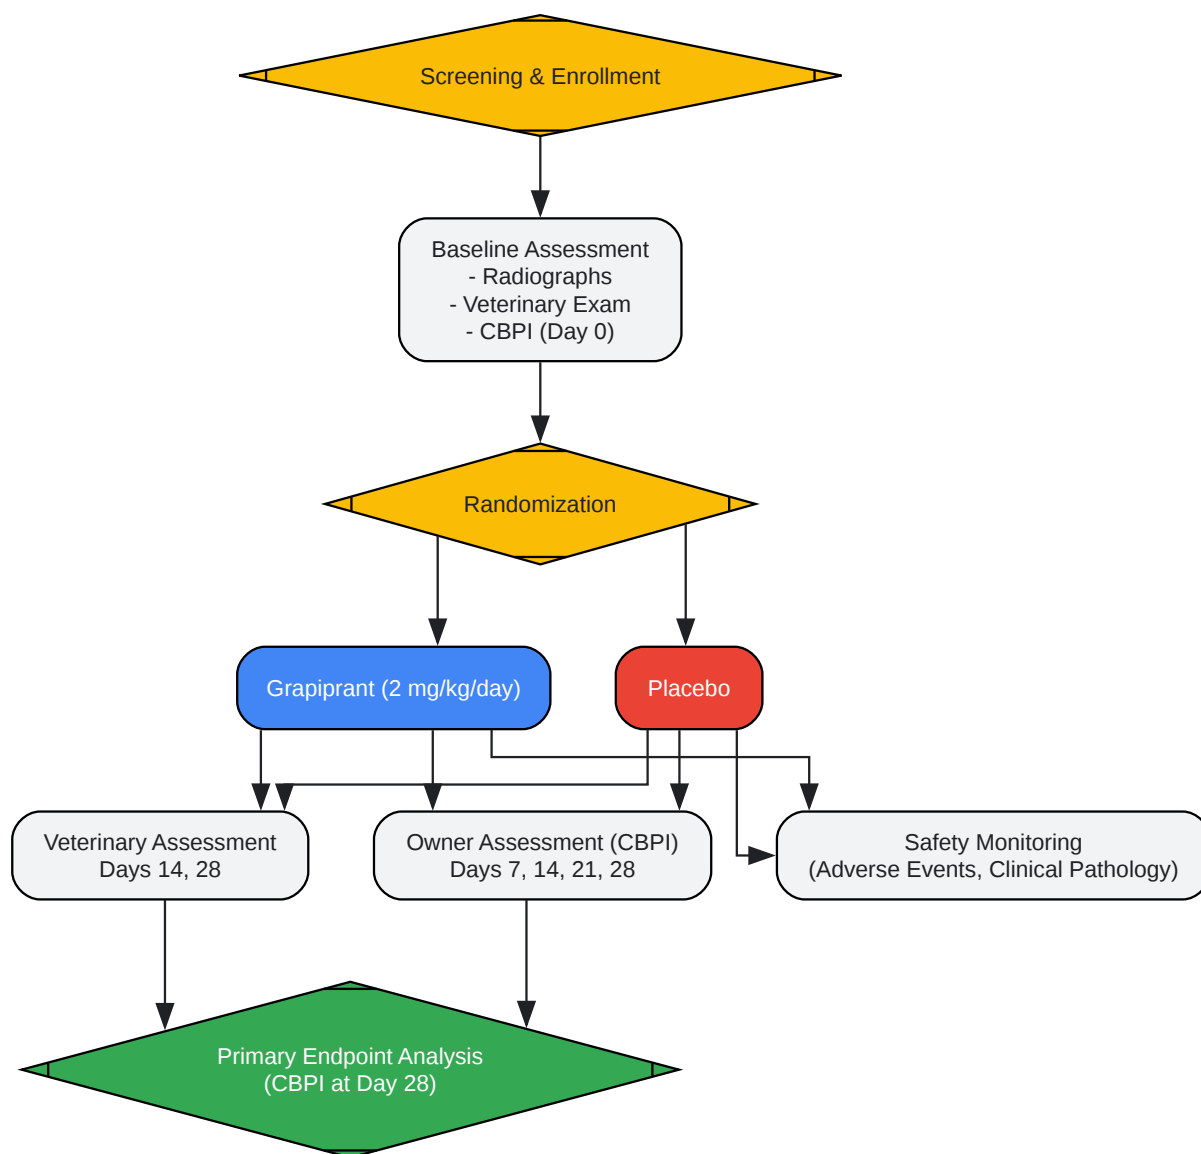 Screening & Enrollment
Baseline Assessment
- Radiographs
- Veterinary Exam
- CBPI (Day 0)
Randomization
Grapiprant (2 mg/kg/day)
Placebo
Veterinary Assessment
Days 14, 28
Owner Assessment (CBPI)
Days 7, 14, 21, 28
Safety Monitoring
(Adverse Events, Clinical Pathology)
Primary Endpoint Analysis
(CBPI at Day 28)